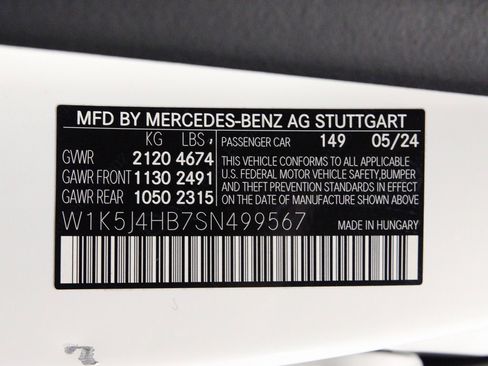 MFD BY MERCEDES-BENZ AG STUTTGART
KG LBS, PASSENGER CAR 149 05/24
GVWR 2120 4674
GAWR FRONT 1130 2491
GAWR REAR 1050 2315
THIS VEHICLE CONFORMS TO ALL APPLICABLE
U.S. FEDERAL MOTOR VEHICLE SAFETY,BUMPER
AND THEFT PREVENTION STANDARDS IN EFFECT
ON THE DATE OF MANUFACTURE SHOWN ABOVE
W1K5J4HB7SN499567 MADE IN HUNGARY